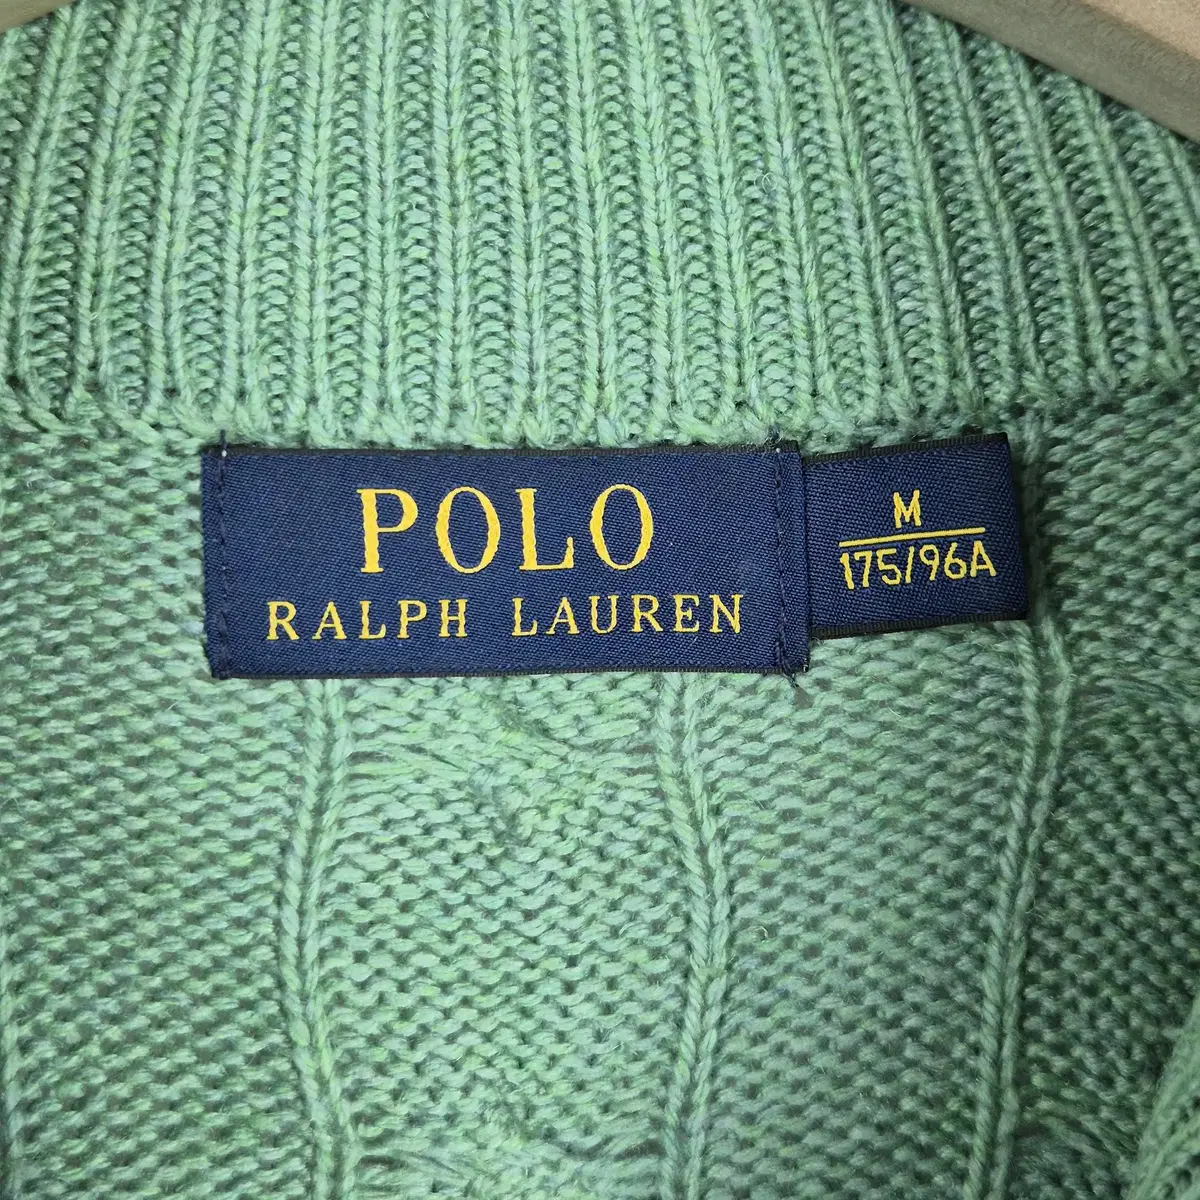 POLO
RALPH LAUREN
M
175/96A